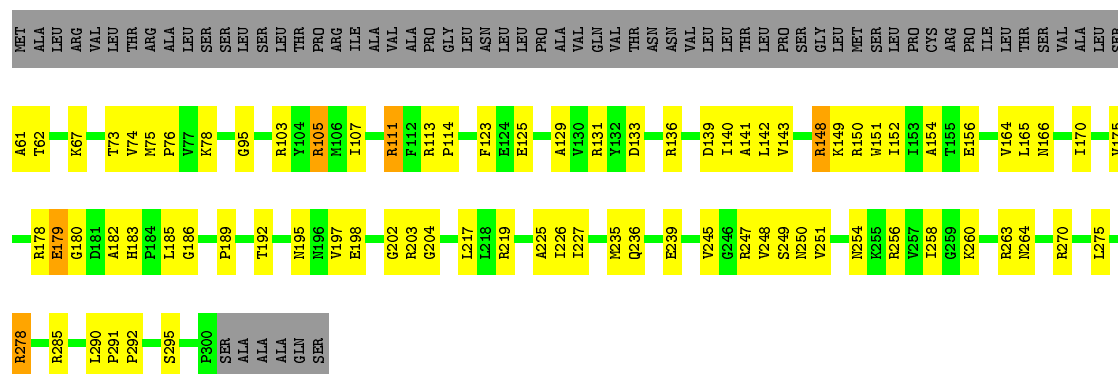 MET ALA LEU ARG VAL LEU THR ARG ALA LEU SER SER LEU SER LEU THR PRO ARG ILE ALA VAL ALA PRO GLY LEU ASN LEU LEU PRO ALA VAL GLN VAL THR ASN ASN VAL LEU ASP LEU THR LEU PRO SER GLY LEU MET SER LEU PRO CYS ARG PRO ILE LEU THR SER VAL ALA LEU SER
A61 T62 K67 T73 V74 M75 P76 V77 K78 G95 R103 Y104 R105 M106 I107 R111 F112 R113 P114 F123 E124 E125 A129 V130 R131 Y132 D133 R136 D139 I140 A141 L142 V143 R148 K149 R150 W151 I152 I153 A154 T155 E156 V164 L165 N166 I170 V175
R178 E179 G180 D181 A182 H183 P184 L185 G186 P189 T192 N195 N196 V197 E198 G202 R203 G204 L217 L218 R219 A225 I226 I227 M235 Q236 E239 V245 G246 R247 V248 S249 N250 V251 N254 K255 R256 V257 I258 G259 K260 R263 N264 R270 L275
R278 R285 L290 P291 P292 S295 P300 SER ALA ALA ALA GLN SER